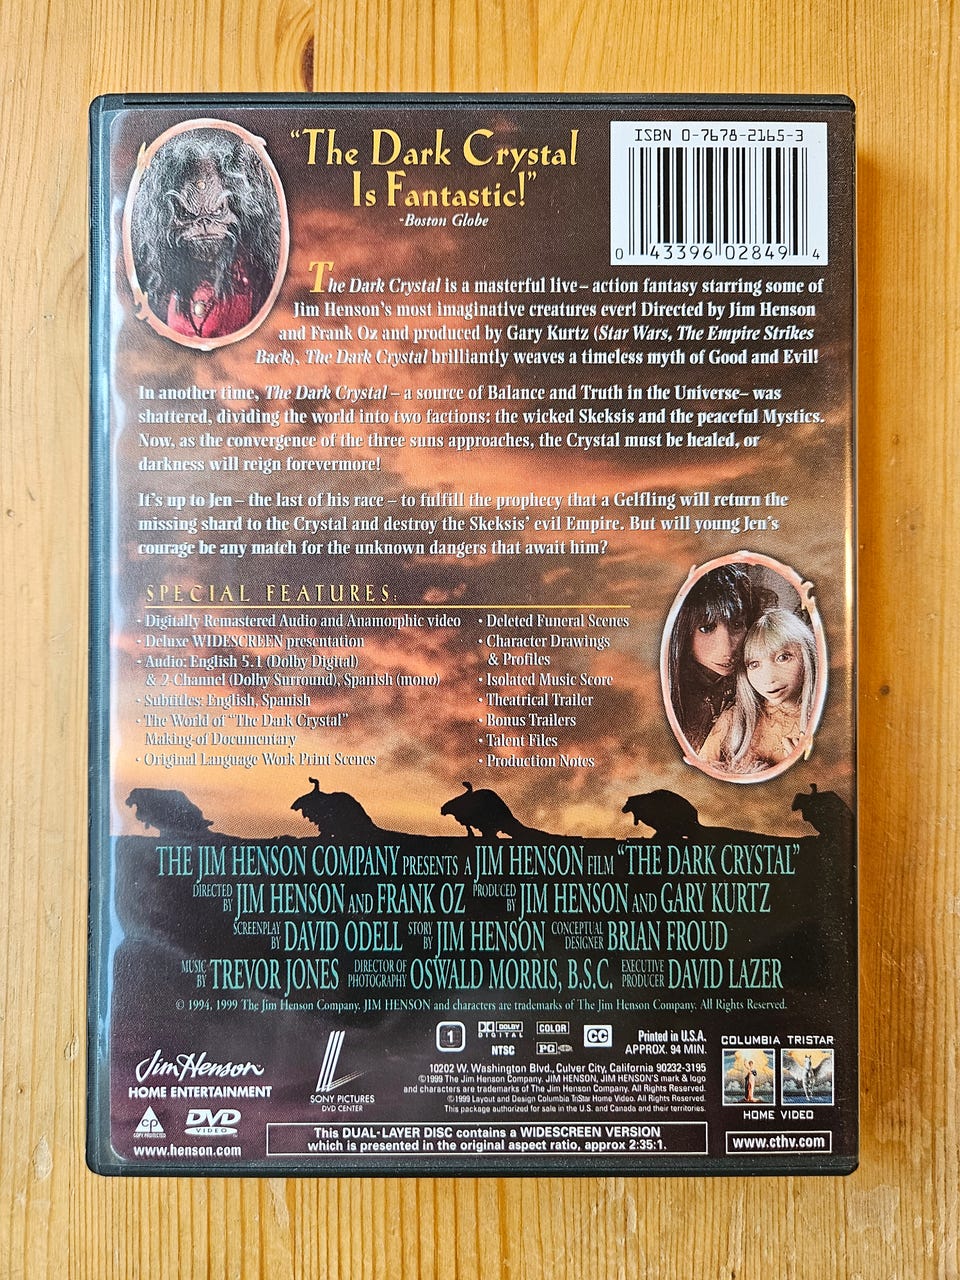 "The Dark Crystal
Is Fantastic!"
-Boston Globe
ISBN 0-7678-2165-3
0 43396 02849 4
The Dark Crystal is a masterful live–action fantasy starring some of
Jim Henson's most imaginative creatures ever! Directed by Jim Henson
and Frank Oz and produced by Gary Kurtz (Star Wars, The Empire Strikes
Back), The Dark Crystal brilliantly weaves a timeless myth of Good and Evil!
In another time, The Dark Crystal – a source of Balance and Truth in the Universe– was
shattered, dividing the world into two factions: the wicked Skeksis and the peaceful Mystics.
Now, as the convergence of the three suns approaches, the Crystal must be healed, or
darkness will reign forevermore!
It's up to Jen – the last of his race – to fulfill the prophecy that a Gelfling will return the
missing shard to the Crystal and destroy the Skeksis' evil Empire. But will young Jen's
courage be any match for the unknown dangers that await him?
SPECIAL FEATURES:
• Digitally Remastered Audio and Anamorphic video
• Deluxe WIDESCREEN presentation
• Audio: English 5.1 (Dolby Digital)
& 2-Channel (Dolby Surround), Spanish (mono)
• Subtitles: English, Spanish
• The World of "The Dark Crystal"
Making-of Documentary
• Original Language Work Print Scenes
• Deleted Funeral Scenes
• Character Drawings
& Profiles
• Isolated Music Score
• Theatrical Trailer
• Bonus Trailers
• Talent Files
• Production Notes
THE JIM HENSON COMPANY PRESENTS A JIM HENSON FILM "THE DARK CRYSTAL"
DIRECTED BY JIM HENSON AND FRANK OZ PRODUCED BY JIM HENSON AND GARY KURTZ
SCREENPLAY BY DAVID ODELL STORY BY JIM HENSON CONCEPTUAL DESIGNER BRIAN FROUD
MUSIC BY TREVOR JONES DIRECTOR OF PHOTOGRAPHY OSWALD MORRIS, B.S.C. EXECUTIVE PRODUCER DAVID LAZER
© 1994, 1999 The Jim Henson Company. JIM HENSON and characters are trademarks of The Jim Henson Company. All Rights Reserved.
Jim Henson
HOME ENTERTAINMENT
CP
COPY PROTECTED
DVD
VIDEO
www.henson.com
SONY PICTURES
DVD CENTER
1
DOLBY
DIGITAL
NTSC
COLOR
PG
CC
Printed in U.S.A.
APPROX. 94 MIN.
10202 W. Washington Blvd., Culver City, California 90232-3195
©1999 The Jim Henson Company. JIM HENSON, JIM HENSON'S mark & logo
and characters are trademarks of The Jim Henson Company. All Rights Reserved.
©1999 Layout and Design Columbia TriStar Home Video. All Rights Reserved.
This package authorized for sale in the U.S. and Canada and their territories.
This DUAL-LAYER DISC contains a WIDESCREEN VERSION
which is presented in the original aspect ratio, approx 2:35:1.
COLUMBIA TRISTAR
HOME VIDEO
www.cthv.com